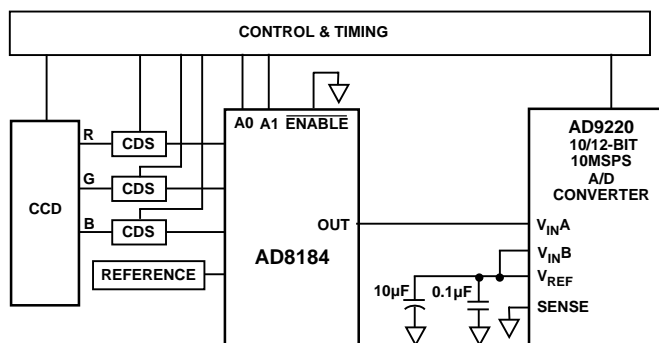 CONTROL & TIMING
R
G
B
CDS
CDS
CDS
CCD
REFERENCE
A0 A1 ENABLE
OUT
AD8184
AD9220
10/12-BIT
10MSPS
A/D
CONVERTER
VINA
VINB
VREF
SENSE
10µF
0.1µF